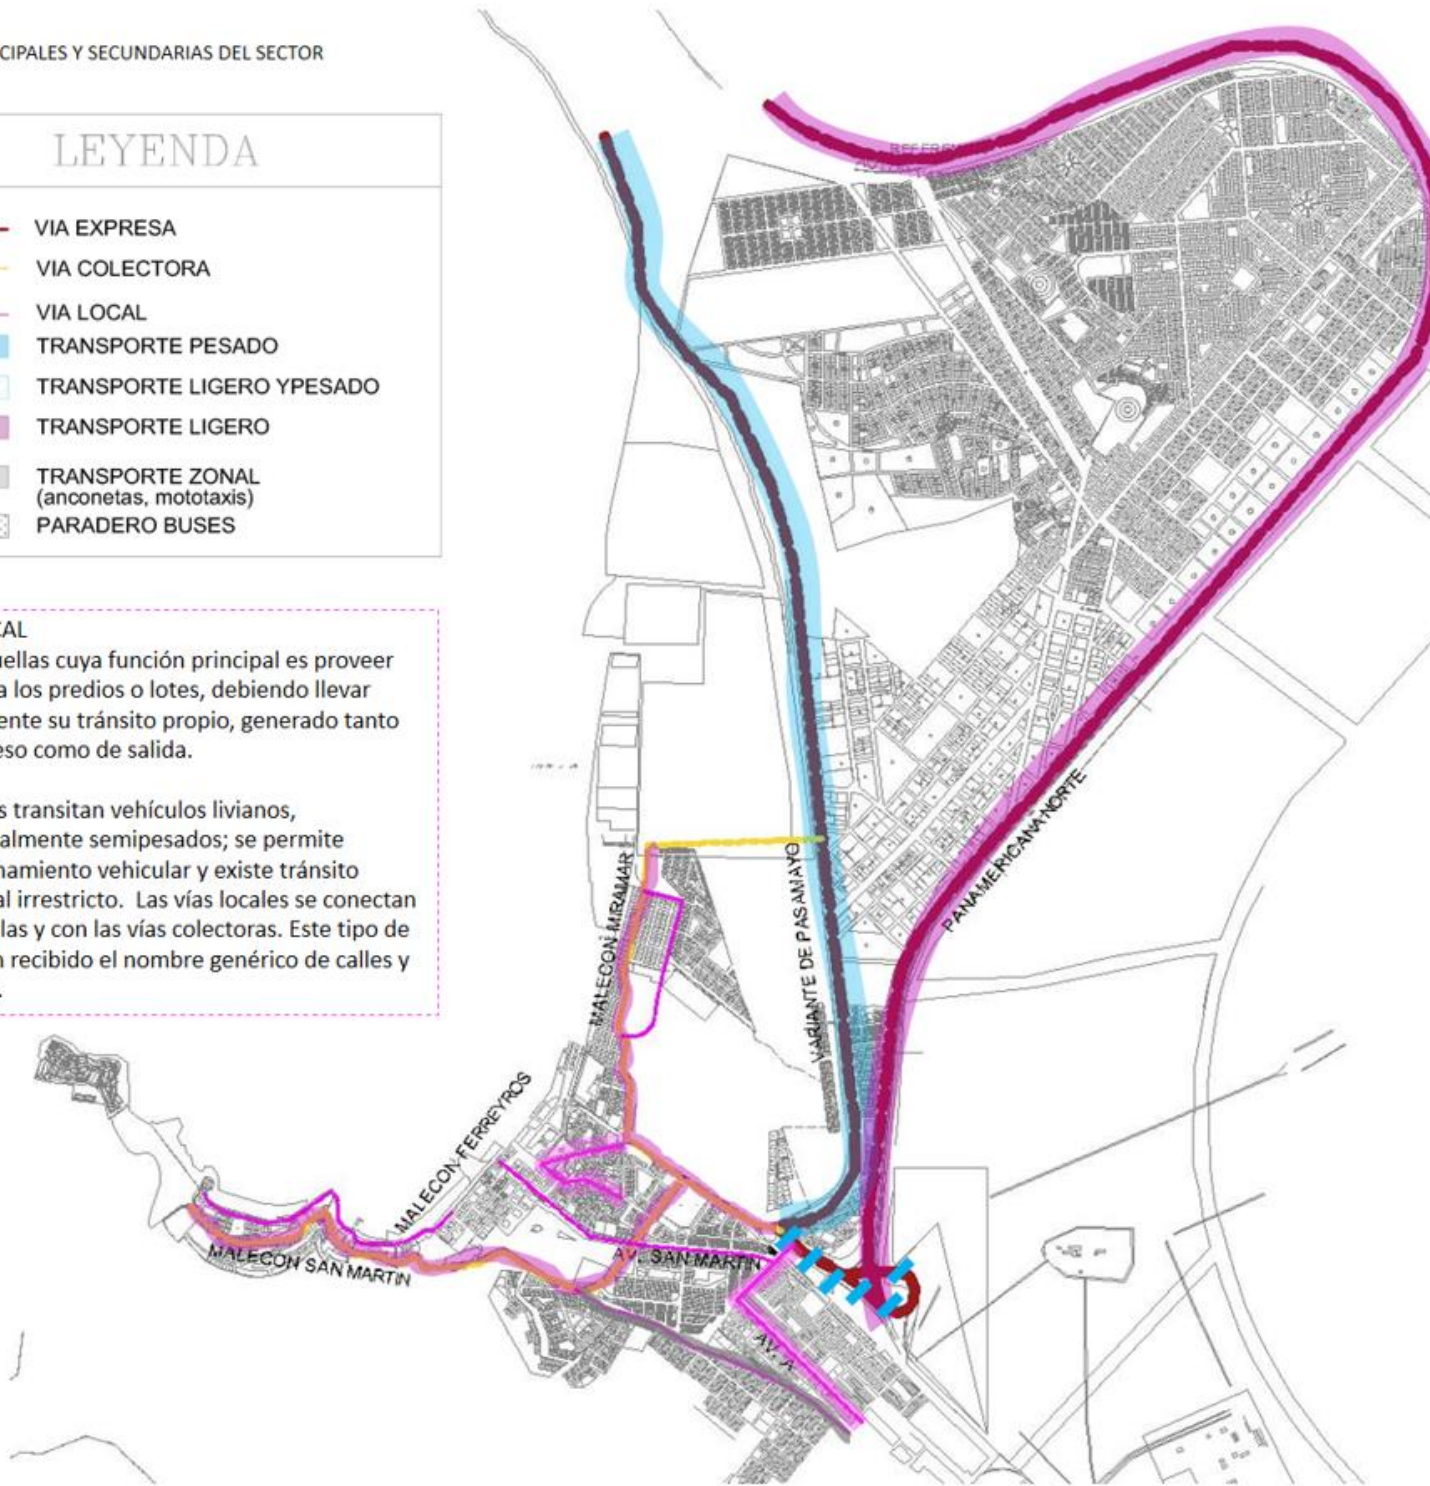 CIPALES Y SECUNDARIAS DEL SECTOR
LEYENDA
VIA EXPRESA
VIA COLECTORA
VIA LOCAL
TRANSPORTE PESADO
TRANSPORTE LIGERO YPESADO
TRANSPORTE LIGERO
TRANSPORTE ZONAL
(anconetas, mototaxis)
PARADERO BUSES
CAL
uellas cuya función principal es proveer
a los predios o lotes, debiendo llevar
ente su tránsito propio, generado tanto
eso como de salida.
s transitan vehículos livianos,
almente semipesados; se permite
namiento vehicular y existe tránsito
al irrestricto. Las vías locales se conectan
llas y con las vías colectoras. Este tipo de
n recibido el nombre genérico de calles y
.
PANAMERICANA NORTE
VARIANTE DE PASAMAYO
MALECON MIRAMAR
MALECON FERREYROS
MALECON SAN MARTIN
AV. SAN MARTIN
AV. A